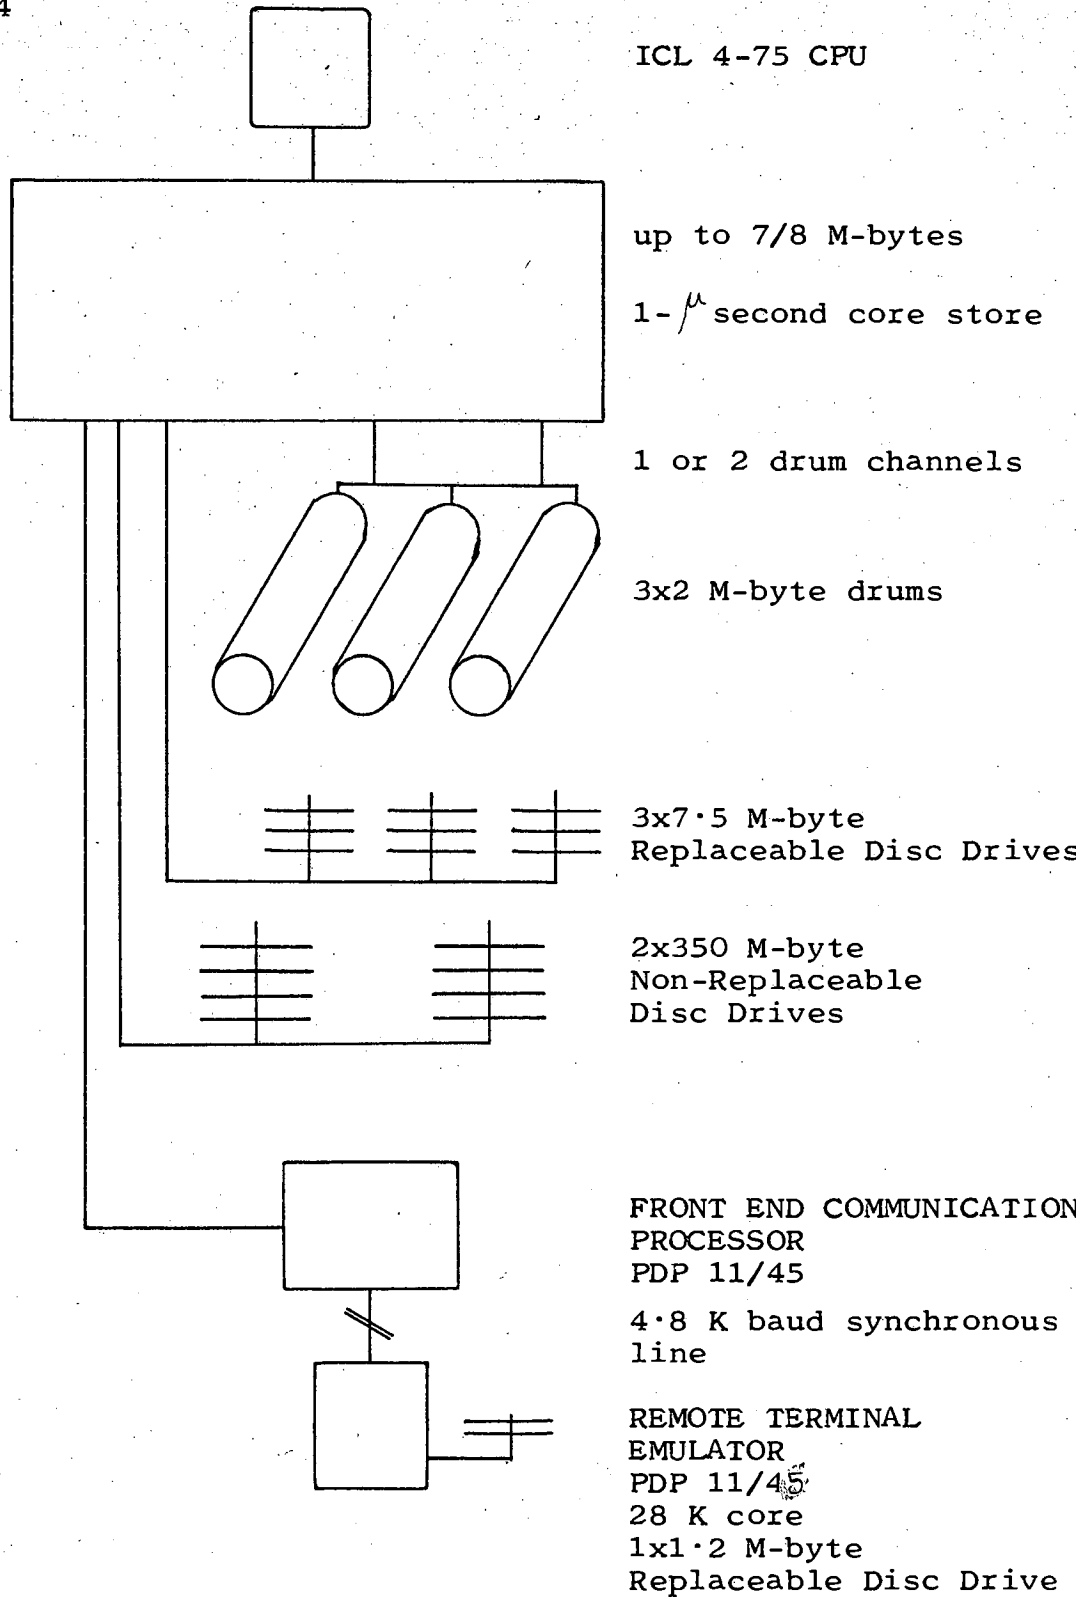 4
ICL 4-75 CPU
up to 7/8 M-bytes
1-μ second core store
1 or 2 drum channels
3x2 M-byte drums
3x7·5 M-byte
Replaceable Disc Drives
2x350 M-byte
Non-Replaceable
Disc Drives
FRONT END COMMUNICATION
PROCESSOR
PDP 11/45
4·8 K baud synchronous
line
REMOTE TERMINAL
EMULATOR
PDP 11/45
28 K core
1x1·2 M-byte
Replaceable Disc Drive